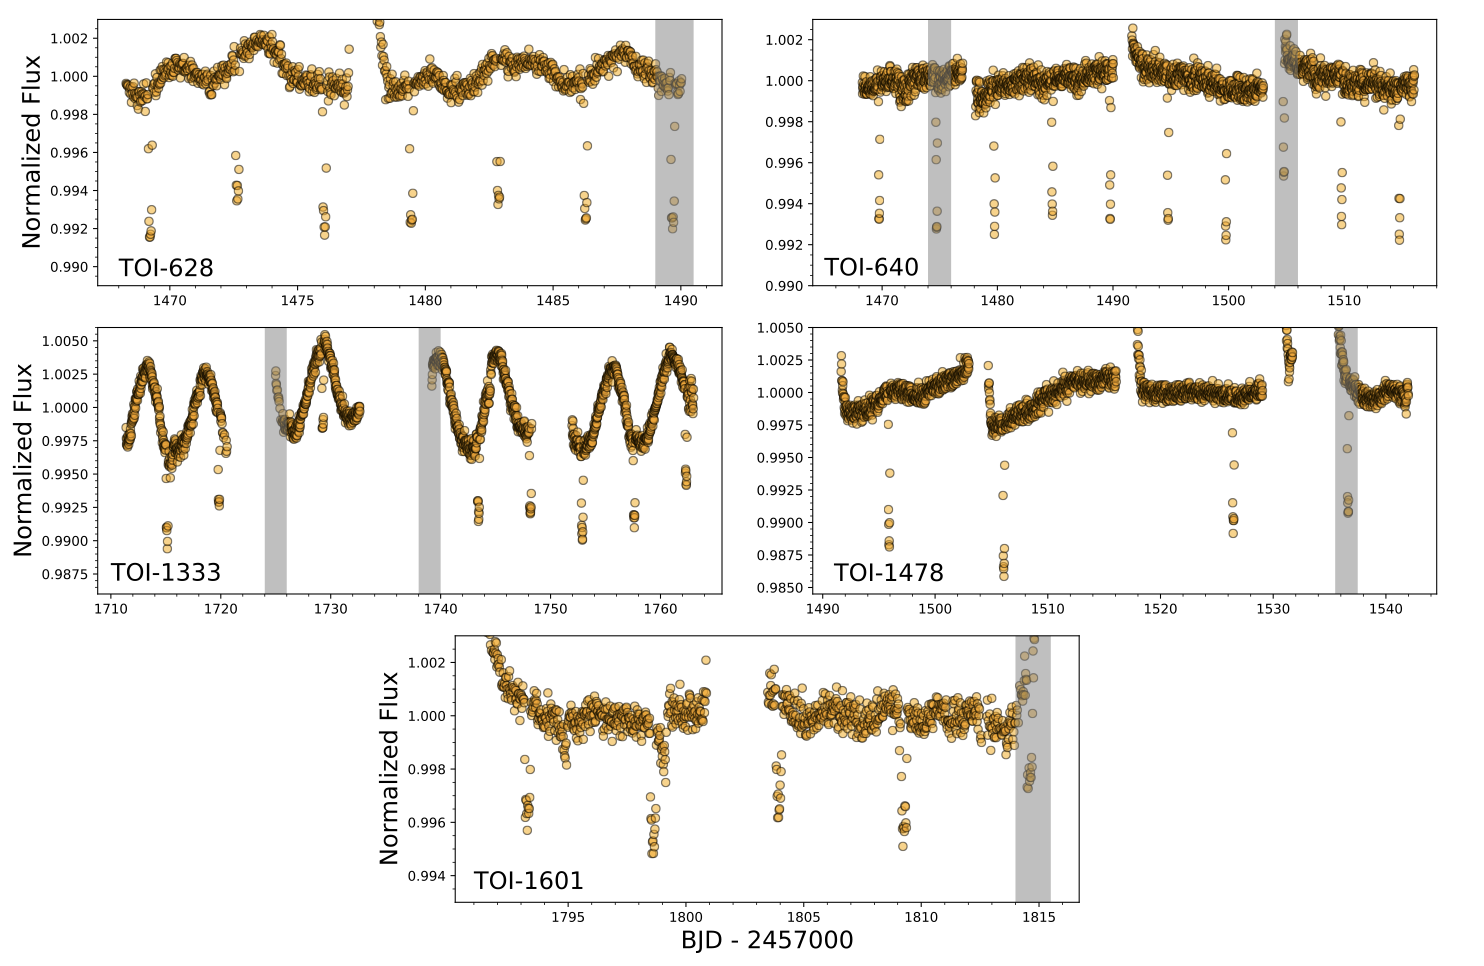 Normalized Flux
1.002
1.000
0.998
0.996
0.994
0.992
0.990
TOI-628
1470 1475 1480 1485 1490
1.002
1.000
0.998
0.996
0.994
0.992
0.990
TOI-640
1470 1480 1490 1500 1510
Normalized Flux
1.0050
1.0025
1.0000
0.9975
0.9950
0.9925
0.9900
0.9875
TOI-1333
1710 1720 1730 1740 1750 1760
1.0050
1.0025
1.0000
0.9975
0.9950
0.9925
0.9900
0.9875
0.9850
TOI-1478
1490 1500 1510 1520 1530 1540
Normalized Flux
1.002
1.000
0.998
0.996
0.994
TOI-1601
1795 1800 1805 1810 1815
BJD - 2457000